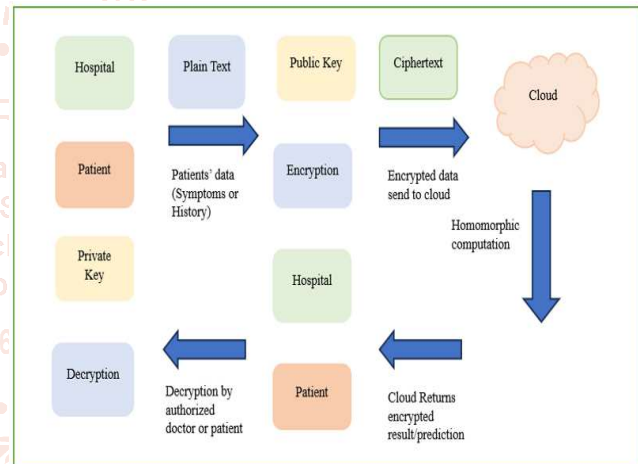 Hospital
Plain Text
Public Key
Ciphertext
Cloud
Patient
Patients' data
(Symptoms or
History)
Encryption
Encrypted data
send to cloud
Homomorphic
computation
Private
Key
Hospital
Decryption
Decryption by
authorized
doctor or patient
Patient
Cloud Returns
encrypted
result/prediction